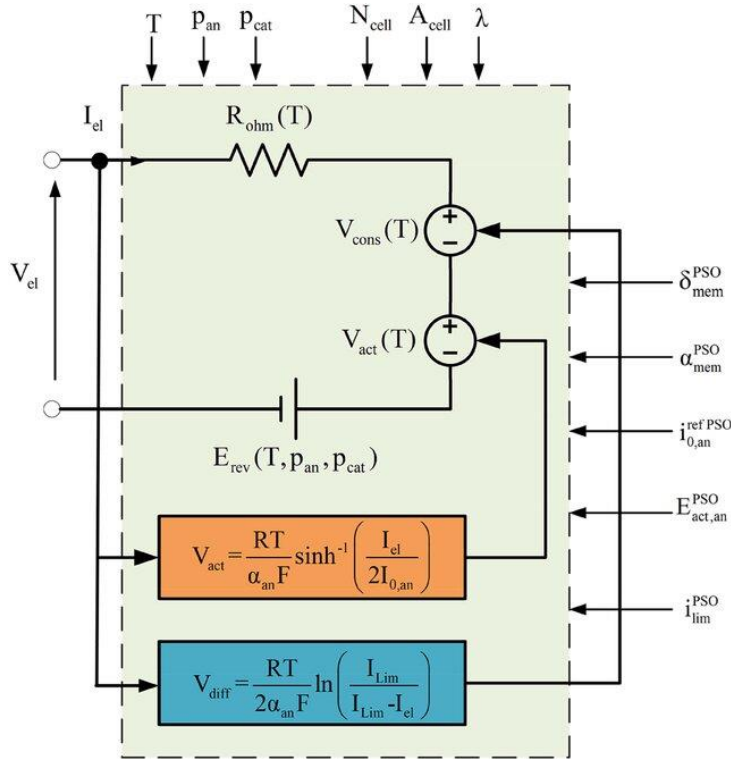 T p_an p_cat N_cell A_cell λ
I_el
R_ohm(T)
V_cons(T)
+
−
V_el
δ_mem^PSO
V_act(T)
+
−
α_mem^PSO
i_0,an^ref PSO
E_rev(T,p_an,p_cat)
E_act,an^PSO
V_act = RT/α_anF sinh^-1 (I_el/2I_0,an)
i_lim^PSO
V_diff = RT/2α_anF ln (I_Lim/I_Lim-I_el)